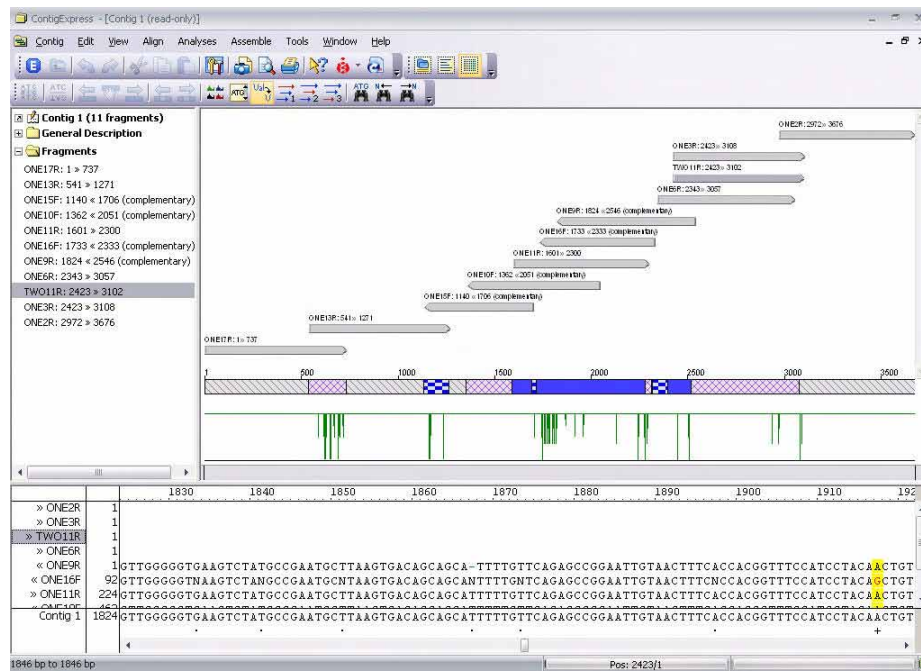 ContigExpress - [Contig 1 (read-only)]
Contig Edit View Align Analyses Assemble Tools Window Help
Contig 1 (11 fragments)
General Description
Fragments
ONE17R: 1 » 737
ONE13R: 541 » 1271
ONE15F: 1140 « 1706 (complementary)
ONE10F: 1362 « 2051 (complementary)
ONE11R: 1601 » 2300
ONE16F: 1733 « 2333 (complementary)
ONE9R: 1824 « 2546 (complementary)
ONE6R: 2343 » 3057
TWO11R: 2423 » 3102
ONE3R: 2423 » 3108
ONE2R: 2972 » 3676
ONE2R: 2972» 3676
ONE3R: 2423» 3108
TWO11R: 2423» 3102
ONE6R: 2343» 3057
ONE9R: 1824 «2546 (complementary)
ONE16F: 1733 «2333 (complementary)
ONE11R: 1601» 2300
ONE10F: 1362 «2051 (complementary)
ONE15F: 1140 «1706 (complementary)
ONE13R: 541» 1271
ONE17R: 1» 737
1 500 1000 1500 2000 2500 3000 3500
1830 1840 1850 1860 1870 1880 1890 1900 1910 192
» ONE2R 1
» ONE3R 1
» TWO11R 1
» ONE6R 1
« ONE9R 1 GTTGGGGGTGAAGTCTATGCCGAATGCTTAAGTGACAGCAGCA-TTTTGTTCAGAGCCGGAATTGTAACTTTCACCACGGTTTCCATCCTACAACTGT
« ONE16F 92 GTTGGGGGTGNAAGTCTANGCCGAATGCNTAAGTGACAGCAGCANTTTTGNTCAGAGCCGGAATTGTAACTTTCNCCACGGTTTCCATCCTACAGCTGT
» ONE11R 224 GTTGGGGGTGAAGTCTATGCCGAATGCTTAAGTGACAGCAGCATTTTTGTTCAGAGCCGGAATTGTAACTTTCACCACGGTTTCCATCCTACAACTGT
Contig 1 1824 GTTGGGGGTGAAGTCTATGCCGAATGCTTAAGTGACAGCAGCATTTTTGTTCAGAGCCGGAATTGTAACTTTCACCACGGTTTCCATCCTACAACTGT
1846 bp to 1846 bp Pos: 2423/1